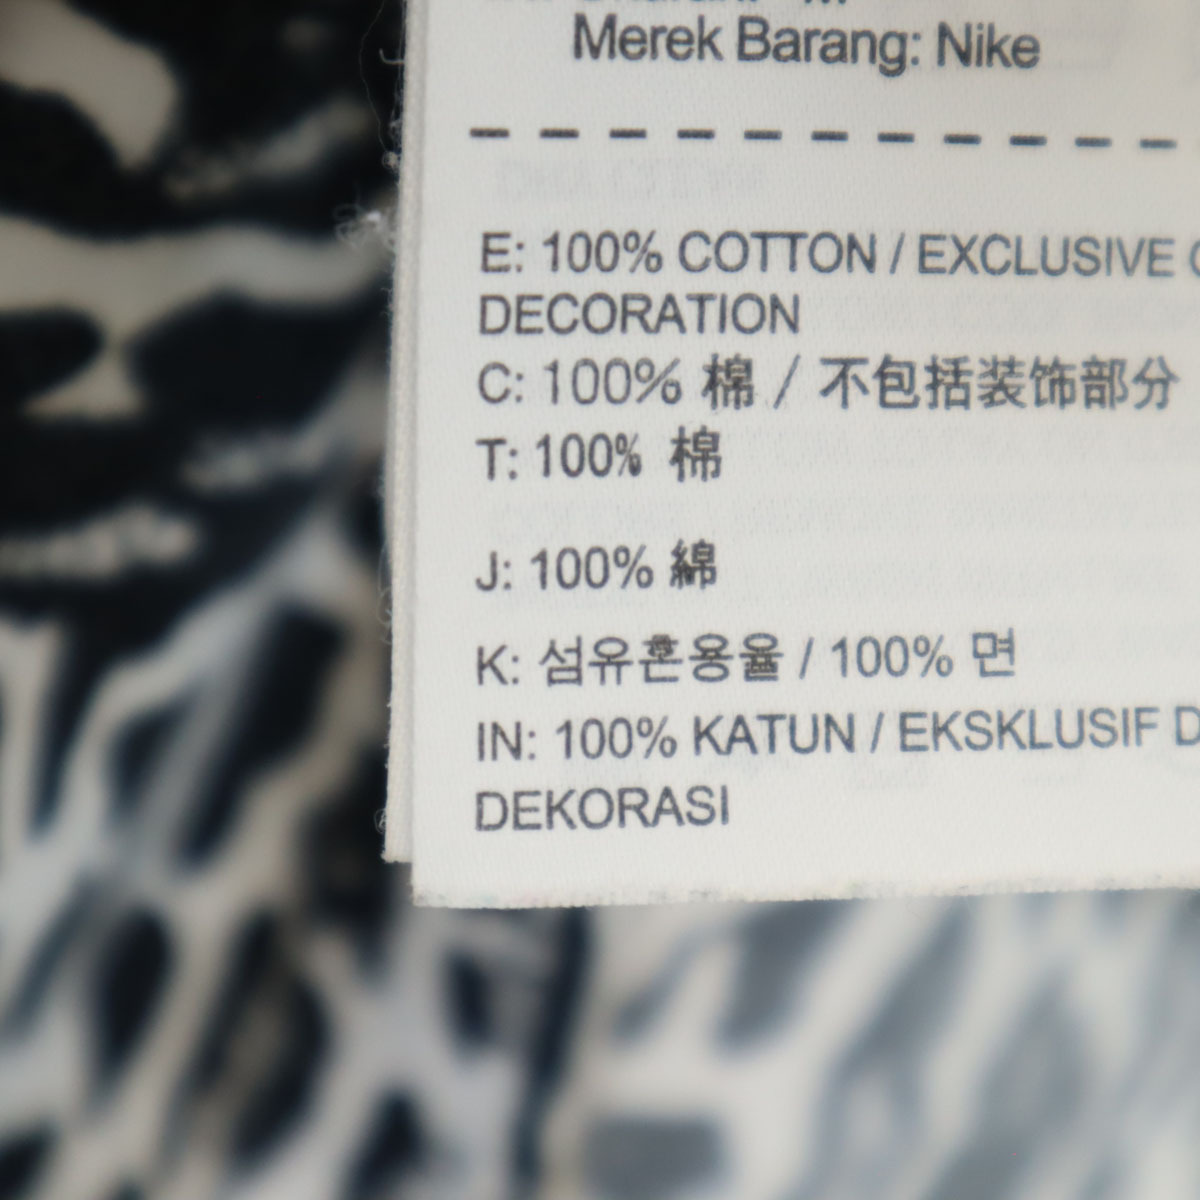 Merek Barang: Nike
E: 100% COTTON / EXCLUSIVE
DECORATION
C: 100% 棉 / 不包括装饰部分
T: 100% 棉
J: 100% 綿
K: 섬유혼용율 / 100% 면
IN: 100% KATUN / EKSKLUSIF
DEKORASI